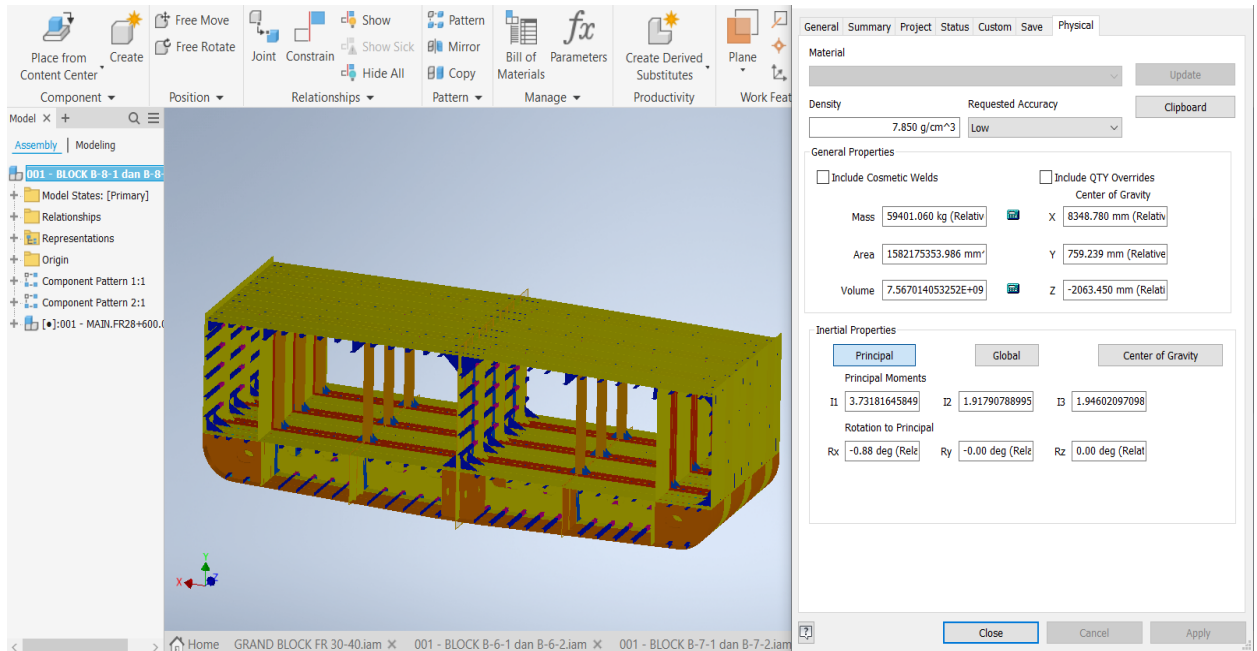 Place from
Content Center
Create
Free Move
Free Rotate
Joint
Constrain
Show
Show Sick
Hide All
Pattern
Mirror
Copy
Bill of
Materials
Parameters
Create Derived
Substitutes
Plane
Component
Position
Relationships
Pattern
Manage
Productivity
Work Feat
Model
Assembly
Modeling
001 - BLOCK B-8-1 dan B-8-
Model States: [Primary]
Relationships
Representations
Origin
Component Pattern 1:1
Component Pattern 2:1
[●]:001 - MAIN.FR28+600.0
Y
X
Z
Home
GRAND BLOCK FR 30-40.iam
001 - BLOCK B-6-1 dan B-6-2.iam
001 - BLOCK B-7-1 dan B-7-2.iam
General Summary Project Status Custom Save Physical
Material
Update
Density
Requested Accuracy
Clipboard
7.850 g/cm^3
Low
General Properties
Include Cosmetic Welds
Include QTY Overrides
Center of Gravity
Mass 59401.060 kg (Relativ
X 8348.780 mm (Relativ
Area 1582175353.986 mm^
Y 759.239 mm (Relative
Volume 7.567014053252E+09
Z -2063.450 mm (Relati
Inertial Properties
Principal
Global
Center of Gravity
Principal Moments
I1 3.73181645849
I2 1.91790788995
I3 1.94602097098
Rotation to Principal
Rx -0.88 deg (Rela
Ry -0.00 deg (Rela
Rz 0.00 deg (Relat
Close
Cancel
Apply